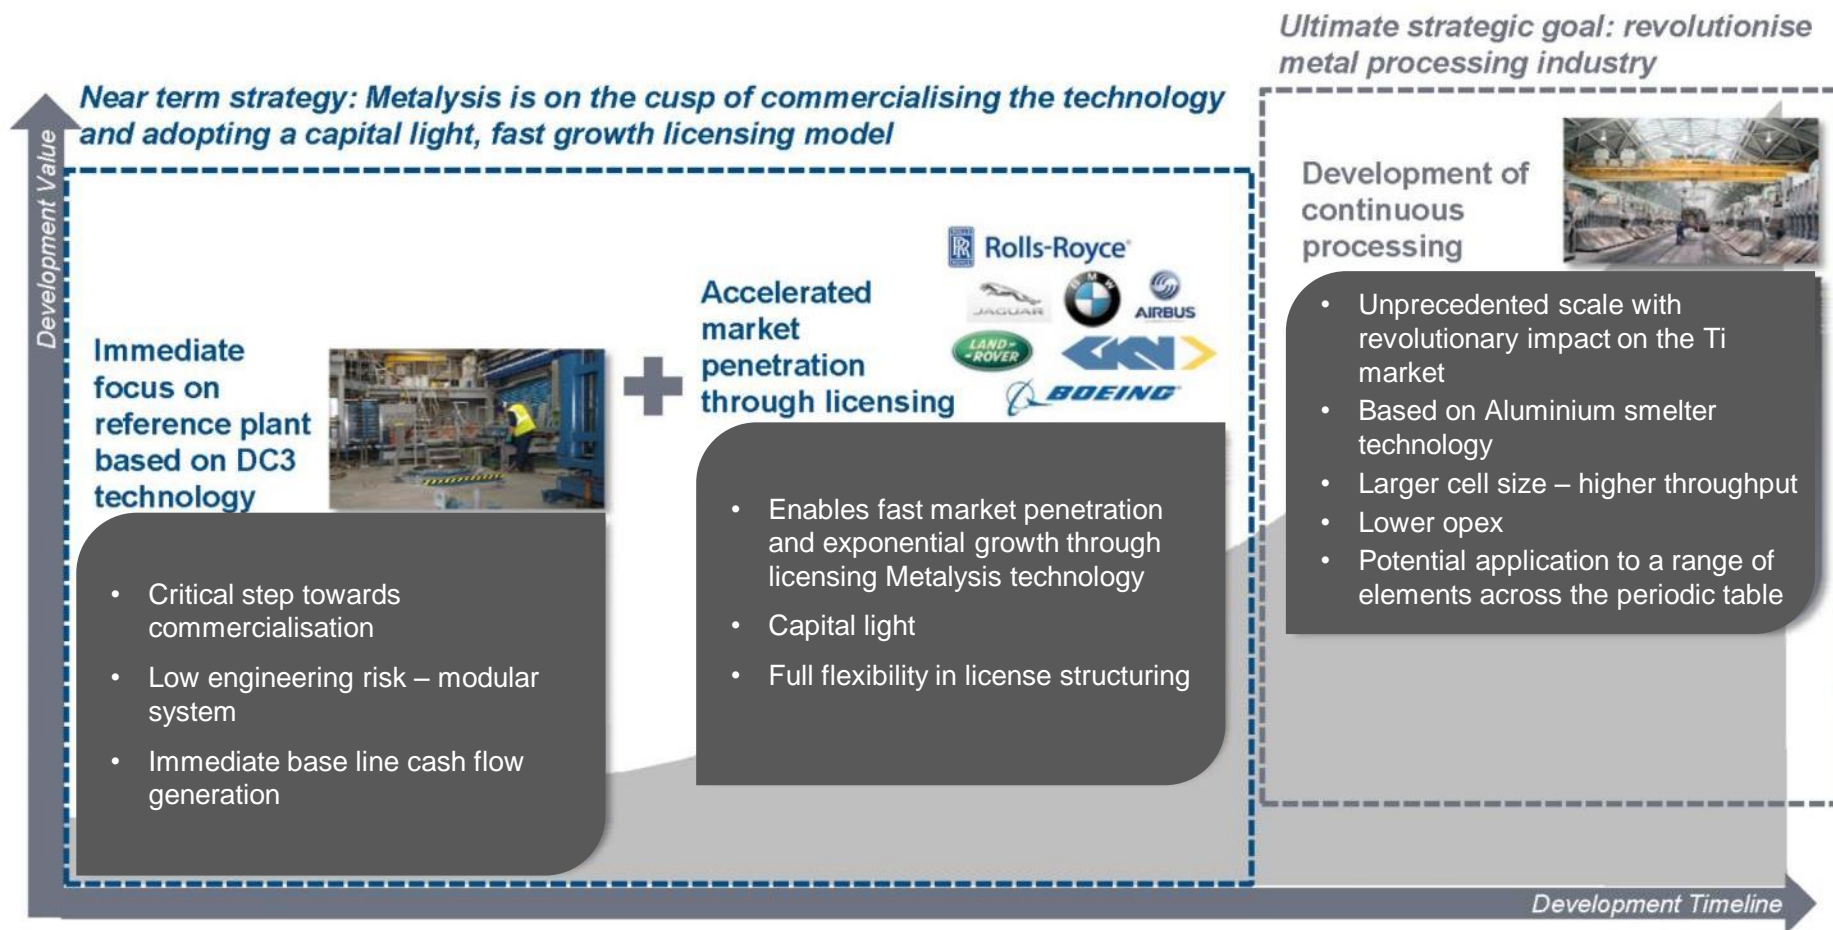 Ultimate strategic goal: revolutionise
metal processing industry
Near term strategy: Metalysis is on the cusp of commercialising the technology
and adopting a capital light, fast growth licensing model
Development Value
Immediate
focus on
reference plant
based on DC3
technology
• Critical step towards
commercialisation
• Low engineering risk – modular
system
• Immediate base line cash flow
generation
Accelerated
market
penetration
through licensing
Rolls-Royce
JAGUAR
BMW
AIRBUS
LAND-
-ROVER
GKN
BOEING
• Enables fast market penetration
and exponential growth through
licensing Metalysis technology
• Capital light
• Full flexibility in license structuring
Development of
continuous
processing
• Unprecedented scale with
revolutionary impact on the Ti
market
• Based on Aluminium smelter
technology
• Larger cell size – higher throughput
• Lower opex
• Potential application to a range of
elements across the periodic table
Development Timeline